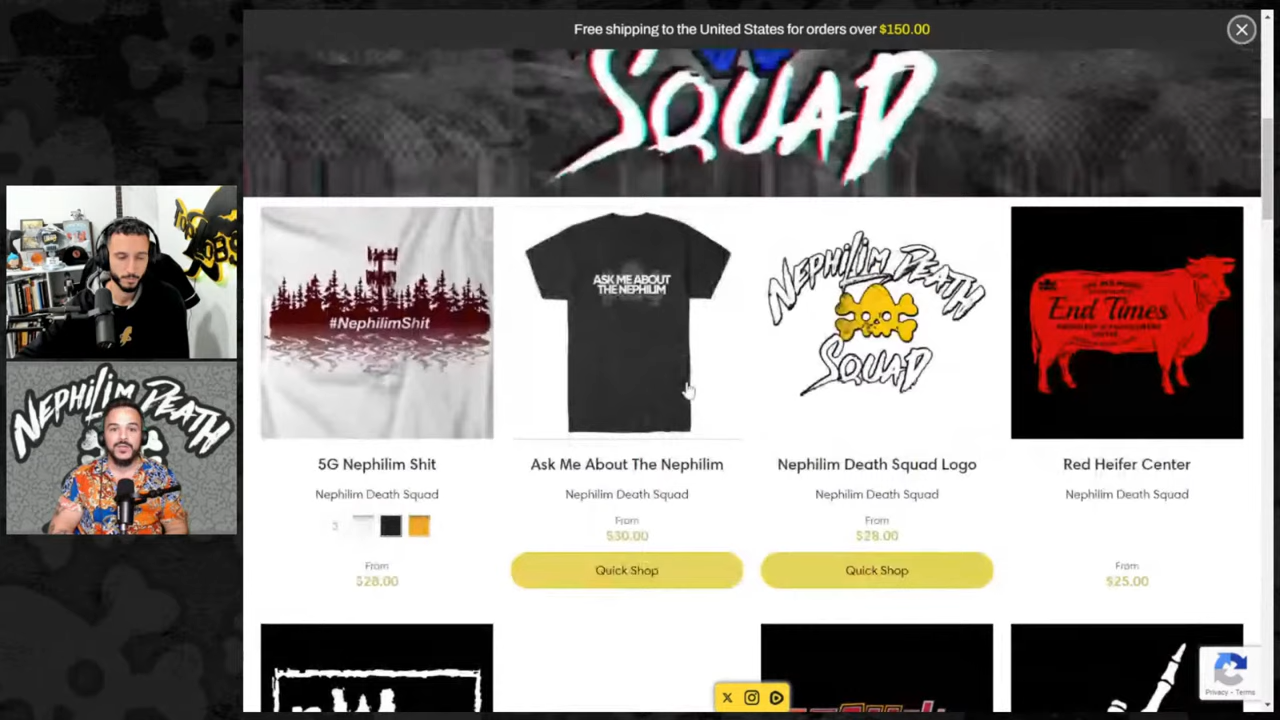 Free shipping to the United States for orders over $150.00
SQUAD
#NephilimShit
ASK ME ABOUT
THE NEPHILIM
NEPHILIM DEATH
SQUAD
End Times
5G Nephilim Shit
Ask Me About The Nephilim
Nephilim Death Squad Logo
Red Heifer Center
Nephilim Death Squad
Nephilim Death Squad
Nephilim Death Squad
Nephilim Death Squad
From
$28.00
From
$30.00
Quick Shop
From
$28.00
Quick Shop
From
$25.00
NEPHILIM DEATH
Privacy - Terms